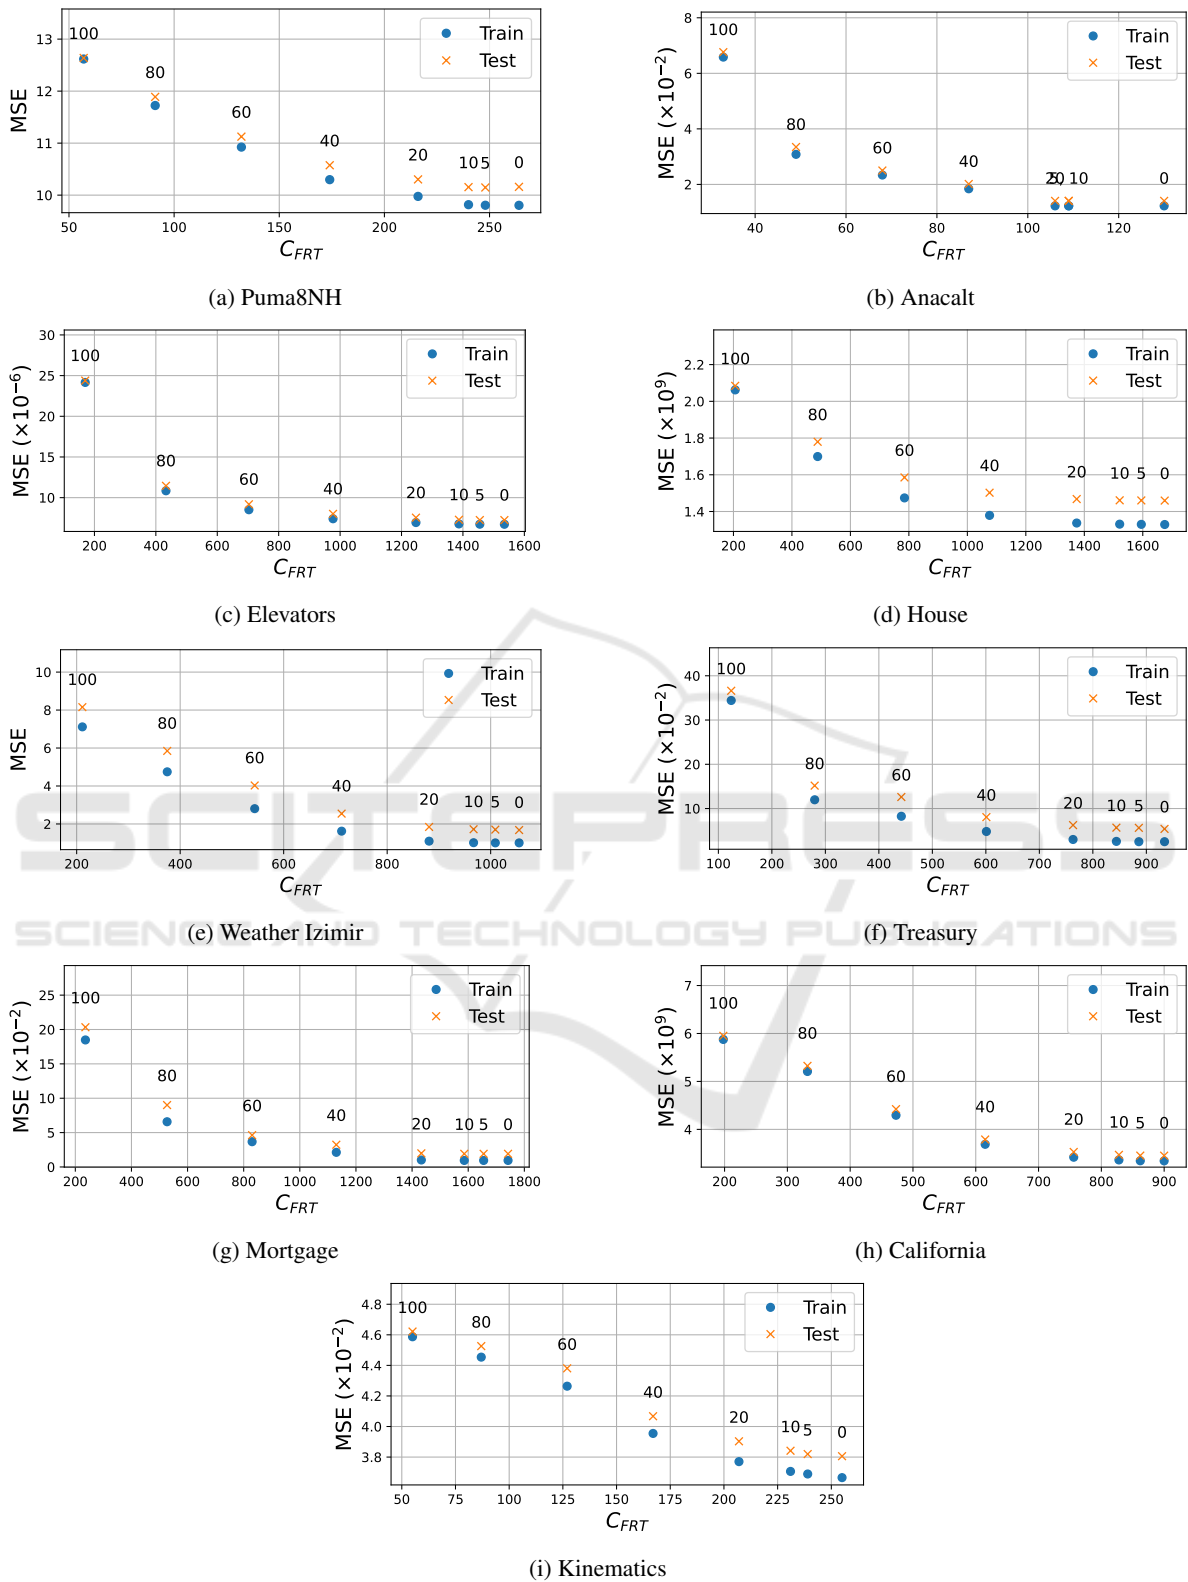 13
12
11
10
MSE
100
80
60
40
20
10 5
0
Train
Test
50 100 150 200 250
C_FRT
(a) Puma8NH
8
6
4
2
MSE (×10⁻²)
100
80
60
40
20
5, 10
0
Train
Test
40 60 80 100 120
C_FRT
(b) Anacalt
30
25
20
15
10
MSE (×10⁻⁶)
100
80
60
40
20
10 5 0
Train
Test
200 400 600 800 1000 1200 1400 1600
C_FRT
(c) Elevators
2.2
2.0
1.8
1.6
1.4
MSE (×10⁹)
100
80
60
40
20
10 5 0
Train
Test
200 400 600 800 1000 1200 1400 1600
C_FRT
(d) House
10
8
6
4
2
MSE
100
80
60
40
20
10 5 0
Train
Test
200 400 600 800 1000
C_FRT
(e) Weather Izimir
40
30
20
10
MSE (×10⁻²)
100
80
60
40
20
10 5 0
Train
Test
100 200 300 400 500 600 700 800 900
C_FRT
(f) Treasury
SCITEPRESS
SCIENCE AND TECHNOLOGY PUBLICATIONS
25
20
15
10
5
0
MSE (×10⁻²)
100
80
60
40
20
10 5 0
Train
Test
200 400 600 800 1000 1200 1400 1600 1800
C_FRT
(g) Mortgage
7
6
5
4
MSE (×10⁹)
100
80
60
40
20
10 5 0
Train
Test
200 300 400 500 600 700 800 900
C_FRT
(h) California
4.8
4.6
4.4
4.2
4.0
3.8
MSE (×10⁻²)
100
80
60
40
20
10 5
0
Train
Test
50 75 100 125 150 175 200 225 250
C_FRT
(i) Kinematics